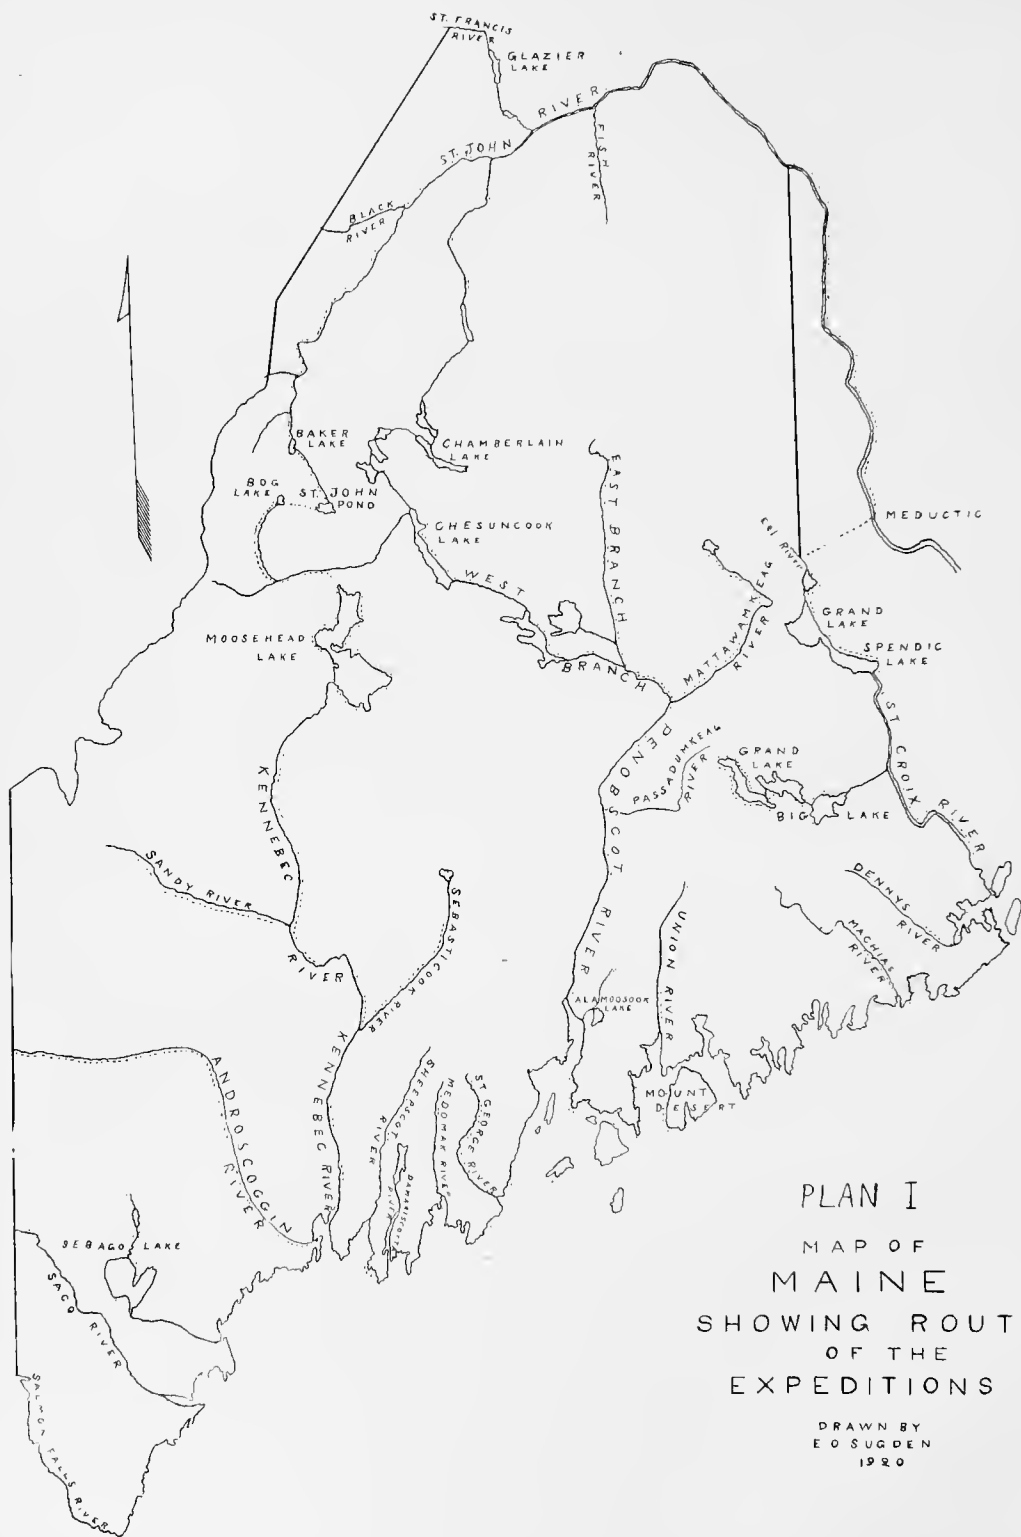 ST. FRANCIS
RIVER
GLAZIER
LAKE
ST. JOHN RIVER
FISH
RIVER
BLACK
RIVER
BAKER
LAKE
CHAMBERLAIN
LAKE
BOG
LAKE
ST. JOHN
POND
CHESUNCOOK
LAKE
EAST BRANCH
WEST BRANCH
MEDUCTIC
EEL RIVER
MATTAWAMKEAG
RIVER
GRAND
LAKE
SPENDIC
LAKE
MOOSEHEAD
LAKE
ST CROIX RIVER
KENNEBEC RIVER
PENOBSCOT RIVER
PASSADUMKEAG
RIVER
GRAND
LAKE
BIG LAKE
SANDY RIVER
SEBASTICOOK RIVER
UNION RIVER
DENNYS
RIVER
MACHIAS
RIVER
ALAMOOSOOK
LAKE
KENNEBEC RIVER
ANDROSCOGGIN
RIVER
SHEEPSCOT
RIVER
DAMARISCOTTA
RIVER
MEDOMAK RIVER
ST GEORGE RIVER
MOUNT
DESERT
SEBAGO LAKE
SACO RIVER
SALMON FALLS RIVER
PLAN I
MAP OF
MAINE
SHOWING ROUT
OF THE
EXPEDITIONS
DRAWN BY
E O SUGDEN
1920